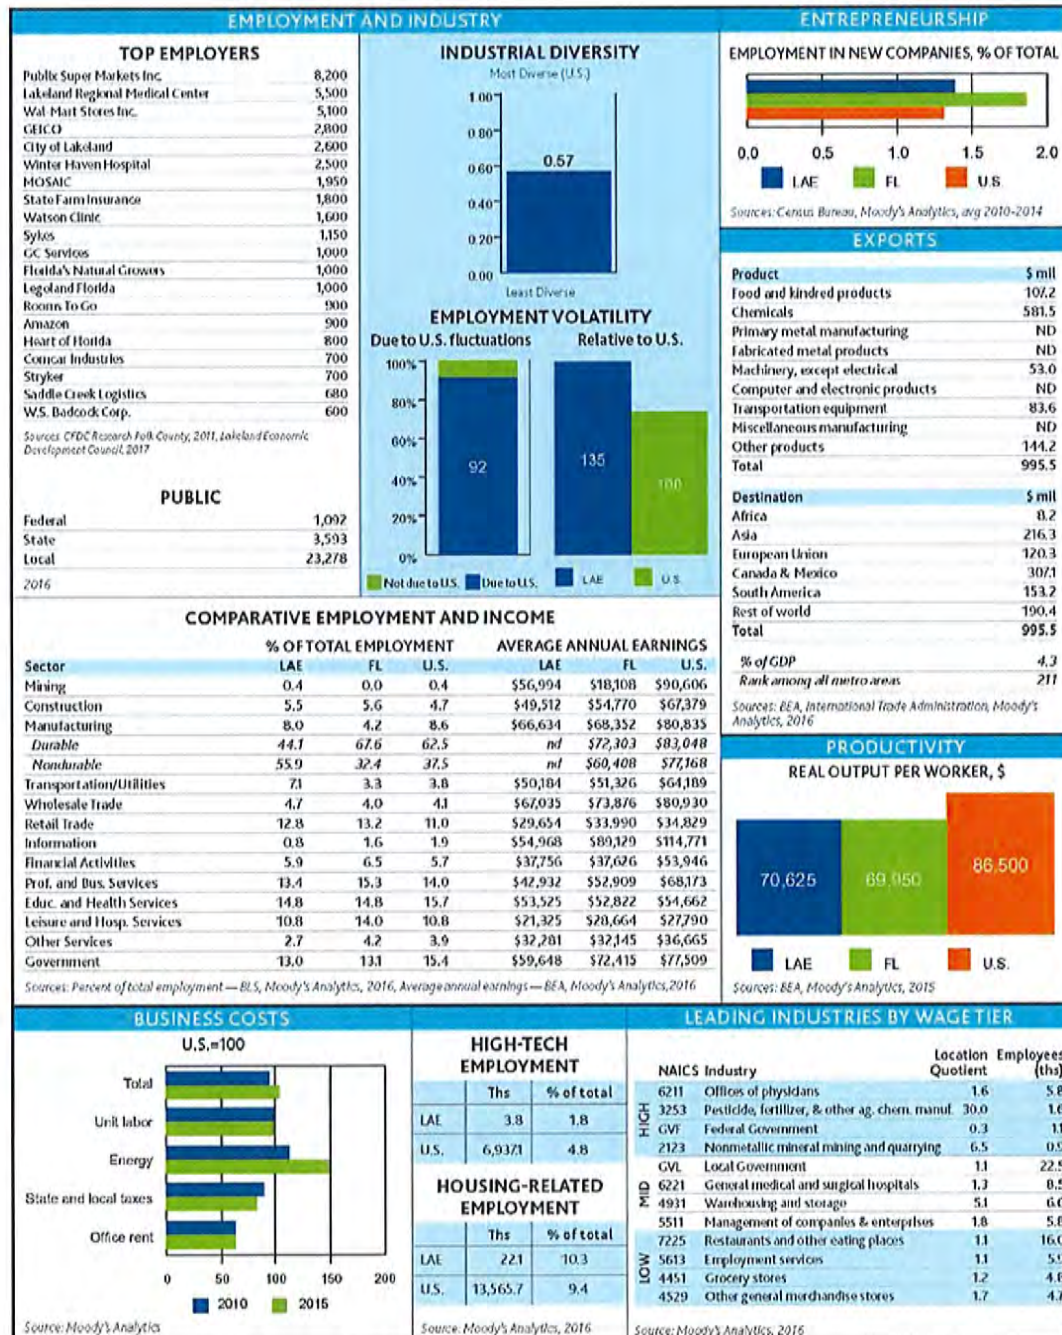 EMPLOYMENT AND INDUSTRY
TOP EMPLOYERS
Publix Super Markets Inc. 8,200
Lakeland Regional Medical Center 5,500
Wal-Mart Stores Inc. 5,100
GEICO 2,800
City of Lakeland 2,600
Winter Haven Hospital 2,500
MOSAIC 1,950
State Farm Insurance 1,800
Watson Clinic 1,600
Sykes 1,150
GC Services 1,000
Florida's Natural Growers 1,000
Legoland Florida 1,000
Rooms To Go 900
Amazon 900
Heart of Florida 800
Comcar Industries 700
Stryker 700
Saddle Creek Logistics 680
W.S. Badcock Corp. 600
Sources: CFDC Research Polk County, 2011, Lakeland Economic
Development Council, 2017
PUBLIC
Federal 1,092
State 3,593
Local 23,278
2016
INDUSTRIAL DIVERSITY
Most Diverse (U.S.)
1.00
0.80
0.60
0.57
0.40
0.20
0.00
Least Diverse
EMPLOYMENT VOLATILITY
Due to U.S. fluctuations Relative to U.S.
100%
80%
60%
40%
20%
0%
92
135
100
Not due to U.S. Due to U.S. LAE U.S.
ENTREPRENEURSHIP
EMPLOYMENT IN NEW COMPANIES, % OF TOTAL
0.0 0.5 1.0 1.5 2.0
LAE FL U.S.
Sources: Census Bureau, Moody's Analytics, avg 2010-2014
EXPORTS
Product $ mil
Food and kindred products 107.2
Chemicals 581.5
Primary metal manufacturing ND
Fabricated metal products ND
Machinery, except electrical 53.0
Computer and electronic products ND
Transportation equipment 83.6
Miscellaneous manufacturing ND
Other products 144.2
Total 995.5
Destination $ mil
Africa 8.2
Asia 216.3
European Union 120.3
Canada & Mexico 307.1
South America 153.2
Rest of world 190.4
Total 995.5
% of GDP 4.3
Rank among all metro areas 211
Sources: BEA, International Trade Administration, Moody's
Analytics, 2016
COMPARATIVE EMPLOYMENT AND INCOME
% OF TOTAL EMPLOYMENT AVERAGE ANNUAL EARNINGS
Sector LAE FL U.S. LAE FL U.S.
Mining 0.4 0.0 0.4 $56,994 $18,108 $90,606
Construction 5.5 5.6 4.7 $49,512 $54,770 $67,379
Manufacturing 8.0 4.2 8.6 $66,634 $68,352 $80,835
Durable 44.1 67.6 62.5 nd $72,303 $83,048
Nondurable 55.9 32.4 37.5 nd $60,408 $77,168
Transportation/Utilities 7.1 3.3 3.8 $50,184 $51,326 $64,189
Wholesale Trade 4.7 4.0 4.1 $67,035 $73,876 $80,930
Retail Trade 12.8 13.2 11.0 $29,654 $33,990 $34,829
Information 0.8 1.6 1.9 $54,968 $89,129 $114,771
Financial Activities 5.9 6.5 5.7 $37,756 $37,626 $53,946
Prof. and Bus. Services 13.4 15.3 14.0 $42,932 $52,909 $68,173
Educ. and Health Services 14.8 14.8 15.7 $53,525 $52,822 $54,662
Leisure and Hosp. Services 10.8 14.0 10.8 $21,325 $28,664 $27,790
Other Services 2.7 4.2 3.9 $32,281 $32,145 $36,665
Government 13.0 13.1 15.4 $59,648 $72,415 $77,509
Sources: Percent of total employment — BLS, Moody's Analytics, 2016, Average annual earnings — BEA, Moody's Analytics, 2016
PRODUCTIVITY
REAL OUTPUT PER WORKER, $
70,625 69,950 86,500
LAE FL U.S.
Sources: BEA, Moody's Analytics, 2015
BUSINESS COSTS
U.S.=100
Total
Unit labor
Energy
State and local taxes
Office rent
0 50 100 150 200
2010 2015
Source: Moody's Analytics
HIGH-TECH
EMPLOYMENT
Ths % of total
LAE 3.8 1.8
U.S. 6,937.1 4.8
HOUSING-RELATED
EMPLOYMENT
Ths % of total
LAE 22.1 10.3
U.S. 13,565.7 9.4
Source: Moody's Analytics, 2016
LEADING INDUSTRIES BY WAGE TIER
Location Employees
NAICS Industry Quotient (ths)
HIGH
6211 Offices of physicians 1.6 5.8
3253 Pesticide, fertilizer, & other ag. chem. manuf. 30.0 1.6
GVF Federal Government 0.3 1.1
2123 Nonmetallic mineral mining and quarrying 6.5 0.5
MID
GVL Local Government 1.1 22.5
6221 General medical and surgical hospitals 1.3 8.5
4931 Warehousing and storage 5.1 6.0
5511 Management of companies & enterprises 1.8 5.8
LOW
7225 Restaurants and other eating places 1.1 16.0
5613 Employment services 1.1
4451 Grocery stores 1.2
4529 Other general merchandise stores 1.7
Source: Moody's Analytics, 2016